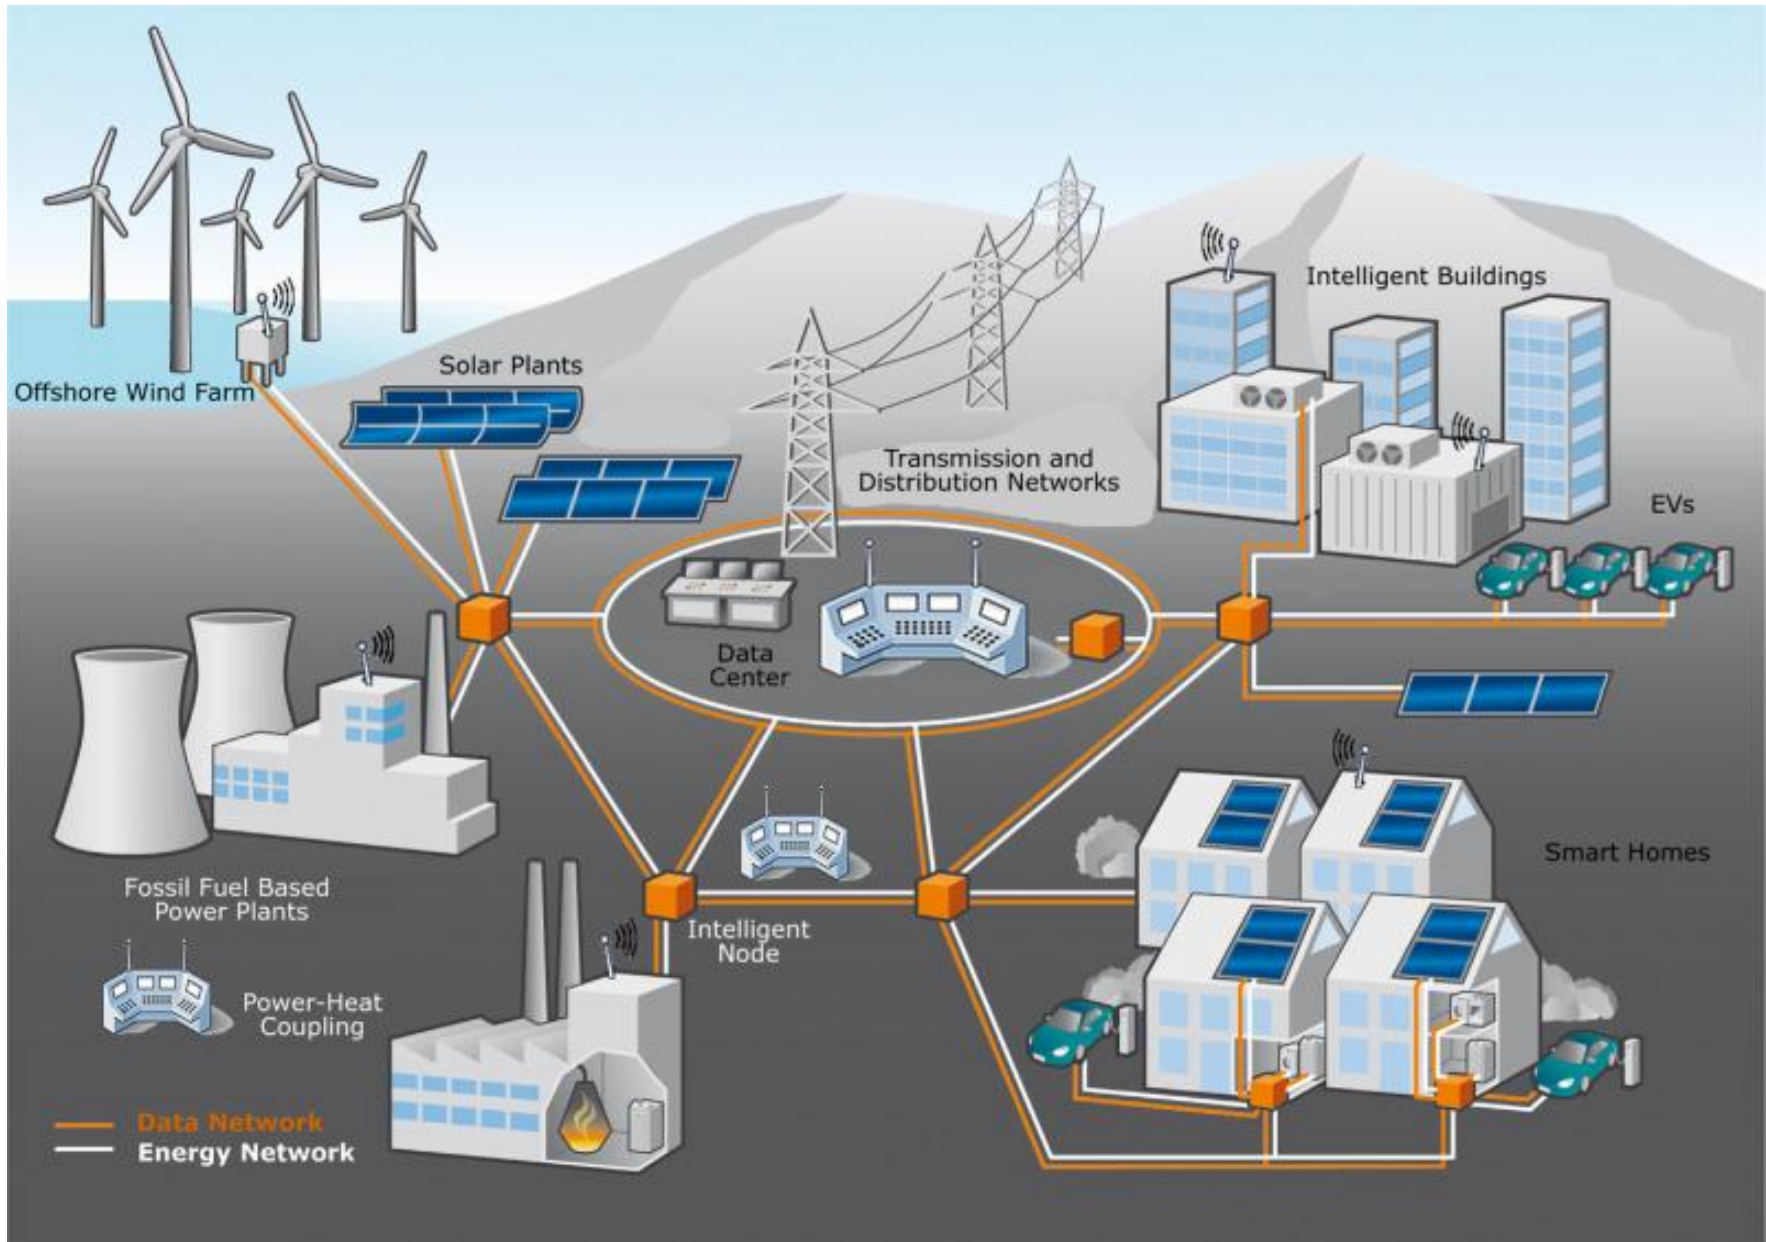 Intelligent Buildings
Solar Plants
Offshore Wind Farm
Transmission and
Distribution Networks
EVs
Data
Center
Smart Homes
Fossil Fuel Based
Power Plants
Intelligent
Node
Power-Heat
Coupling
Data Network
Energy Network